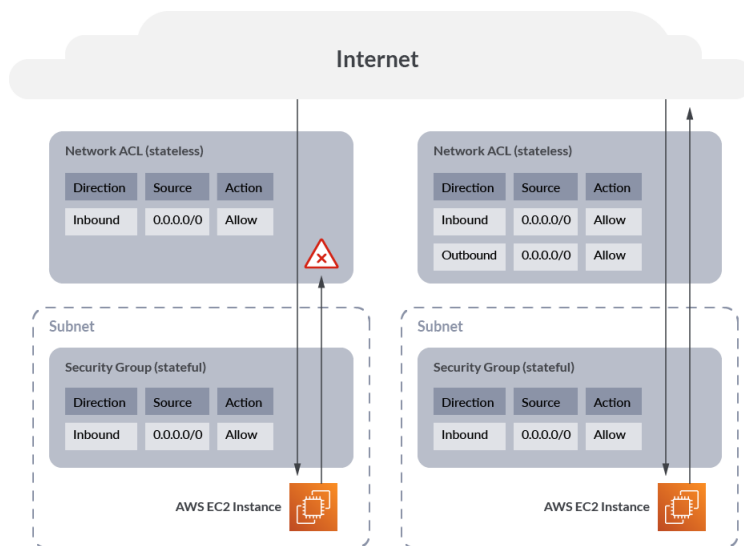 Internet
Network ACL (stateless)
Direction Source Action
Inbound 0.0.0.0/0 Allow
Subnet
Security Group (stateful)
Direction Source Action
Inbound 0.0.0.0/0 Allow
AWS EC2 Instance
Network ACL (stateless)
Direction Source Action
Inbound 0.0.0.0/0 Allow
Outbound 0.0.0.0/0 Allow
Subnet
Security Group (stateful)
Direction Source Action
Inbound 0.0.0.0/0 Allow
AWS EC2 Instance